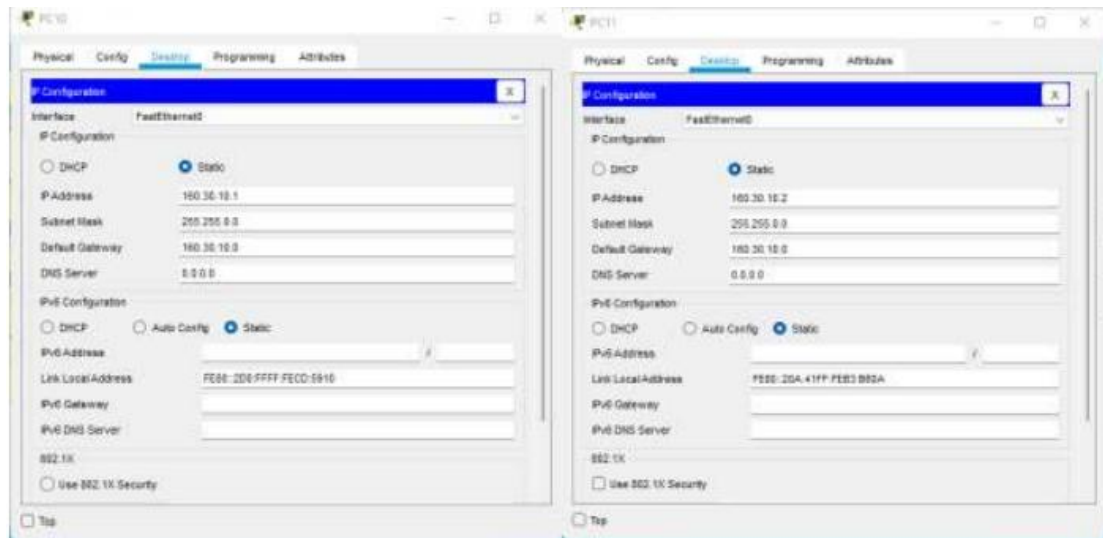 PC10
Physical Config Desktop Programming Attributes
IP Configuration X
Interface FastEthernet0
IP Configuration
DHCP Static
IP Address 160.30.10.1
Subnet Mask 255.255.0.0
Default Gateway 160.30.10.0
DNS Server 0.0.0.0
IPv6 Configuration
DHCP Auto Config Static
IPv6 Address /
Link Local Address
IPv6 Gateway
IPv6 DNS Server
802.1X
Use 802.1X Security
Top
PC11
Physical Config Desktop Programming Attributes
IP Configuration X
Interface FastEthernet0
IP Configuration
DHCP Static
IP Address 160.30.10.2
Subnet Mask 255.255.0.0
Default Gateway 160.30.10.0
DNS Server 0.0.0.0
IPv6 Configuration
DHCP Auto Config Static
IPv6 Address /
Link Local Address
IPv6 Gateway
IPv6 DNS Server
802.1X
Use 802.1X Security
Top